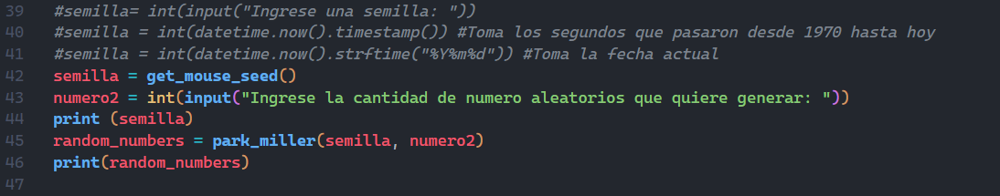 39 #semilla= int(input("Ingrese una semilla: "))
40 #semilla = int(datetime.now().timestamp()) #Toma los segundos que pasaron desde 1970 hasta hoy
41 #semilla = int(datetime.now().strftime("%Y%m%d")) #Toma la fecha actual
42 semilla = get_mouse_seed()
43 numero2 = int(input("Ingrese la cantidad de numero aleatorios que quiere generar: "))
44 print (semilla)
45 random_numbers = park_miller(semilla, numero2)
46 print(random_numbers)
47